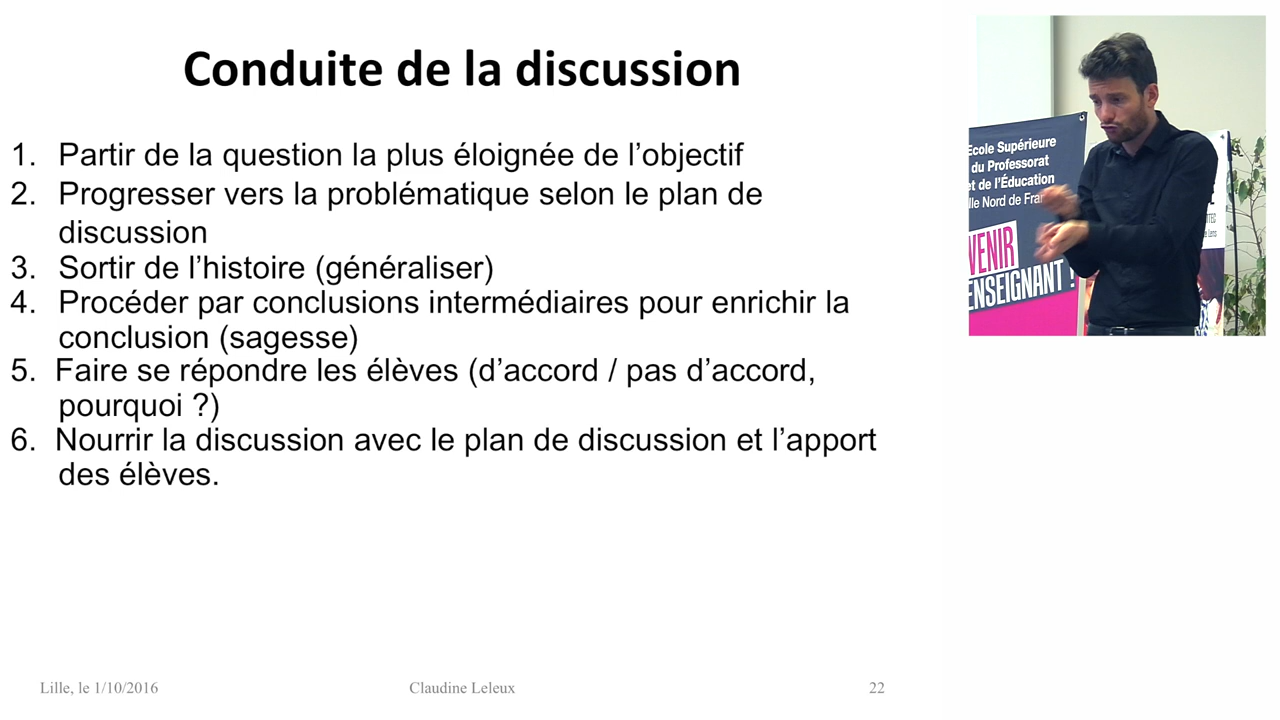 Conduite de la discussion
1. Partir de la question la plus éloignée de l’objectif
2. Progresser vers la problématique selon le plan de
discussion
3. Sortir de l’histoire (généraliser)
4. Procéder par conclusions intermédiaires pour enrichir la
conclusion (sagesse)
5. Faire se répondre les élèves (d’accord / pas d’accord,
pourquoi ?)
6. Nourrir la discussion avec le plan de discussion et l’apport
des élèves.
Lille, le 1/10/2016
Claudine Leleux
22
Ecole Supérieure
du Professorat
et de l’Éducation
Nord de
VENIR
ENSEIGNANT !